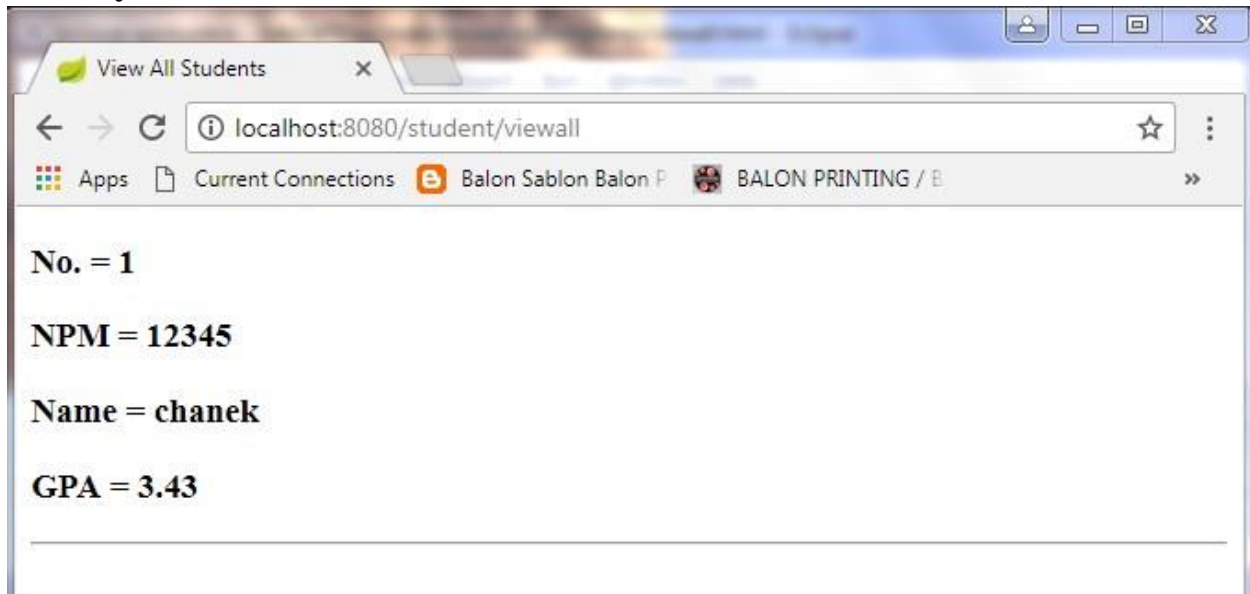 View All Students
localhost:8080/student/viewall
Apps Current Connections Balon Sablon Balon P BALON PRINTING / B
No. = 1
NPM = 12345
Name = chanek
GPA = 3.43